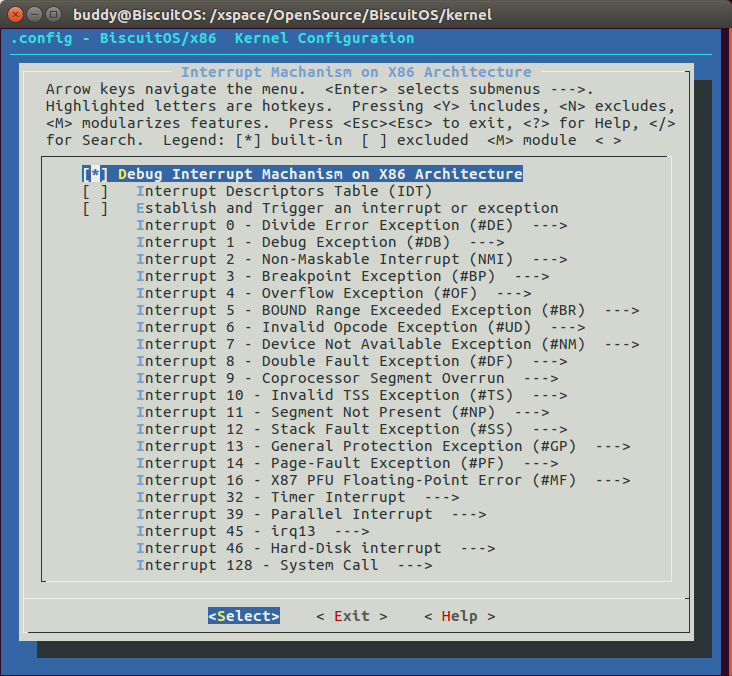 buddy@BiscuitOS: /xspace/OpenSource/BiscuitOS/kernel
.config - BiscuitOS/x86  Kernel Configuration
Interrupt Machanism on X86 Architecture
Arrow keys navigate the menu.  <Enter> selects submenus --->.
Highlighted letters are hotkeys.  Pressing <Y> includes, <N> excludes,
<M> modularizes features.  Press <Esc><Esc> to exit, <?> for Help, </>
for Search.  Legend: [*] built-in  [ ] excluded  <M> module  < >
[*] Debug Interrupt Machanism on X86 Architecture
[ ]   Interrupt Descriptors Table (IDT)
[ ]   Establish and Trigger an interrupt or exception
Interrupt 0 - Divide Error Exception (#DE)  --->
Interrupt 1 - Debug Exception (#DB)  --->
Interrupt 2 - Non-Maskable Interrupt (NMI)  --->
Interrupt 3 - Breakpoint Exception (#BP)  --->
Interrupt 4 - Overflow Exception (#OF)  --->
Interrupt 5 - BOUND Range Exceeded Exception (#BR)  --->
Interrupt 6 - Invalid Opcode Exception (#UD)  --->
Interrupt 7 - Device Not Available Exception (#NM)  --->
Interrupt 8 - Double Fault Exception (#DF)  --->
Interrupt 9 - Coprocessor Segment Overrun  --->
Interrupt 10 - Invalid TSS Exception (#TS)  --->
Interrupt 11 - Segment Not Present (#NP)  --->
Interrupt 12 - Stack Fault Exception (#SS)  --->
Interrupt 13 - General Protection Exception (#GP)  --->
Interrupt 14 - Page-Fault Exception (#PF)  --->
Interrupt 16 - X87 PFU Floating-Point Error (#MF)  --->
Interrupt 32 - Timer Interrupt  --->
Interrupt 39 - Parallel Interrupt  --->
Interrupt 45 - irq13  --->
Interrupt 46 - Hard-Disk interrupt  --->
Interrupt 128 - System Call  --->
<Select>    < Exit >    < Help >